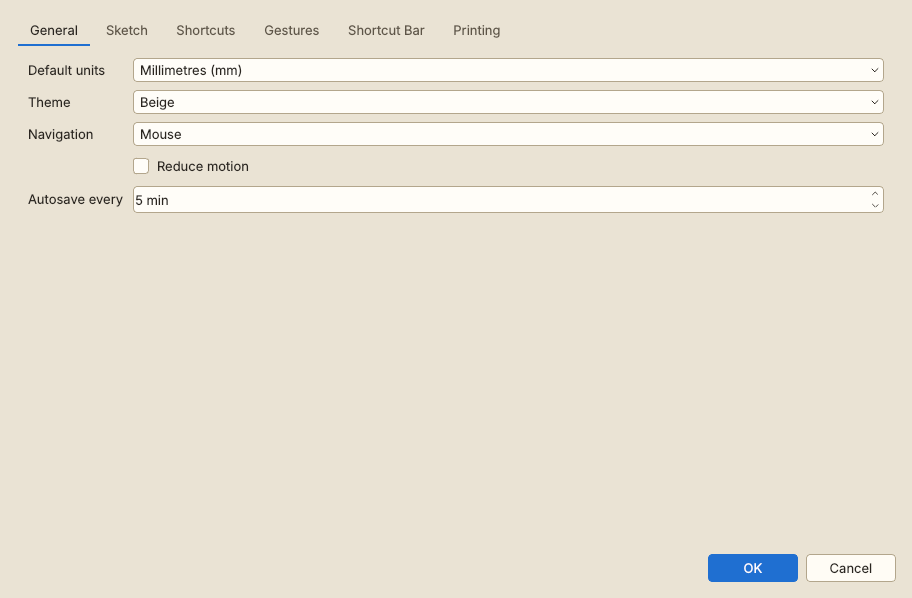 General Sketch Shortcuts Gestures Shortcut Bar Printing
Default units Millimetres (mm)
Theme Beige
Navigation Mouse
Reduce motion
Autosave every 5 min
OK Cancel